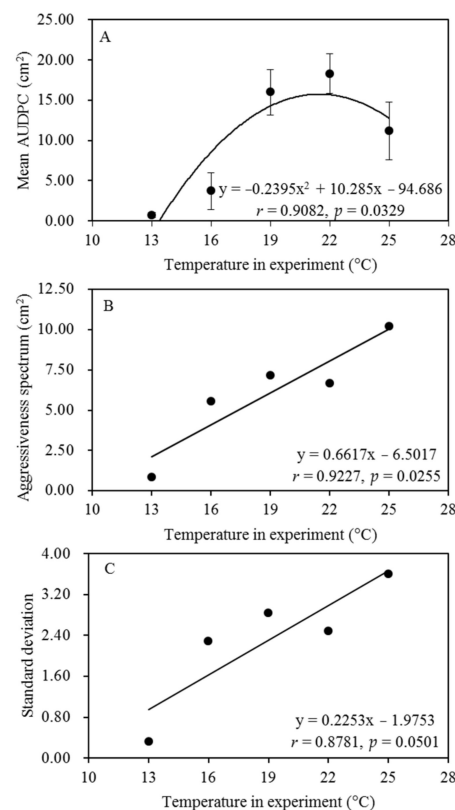 25.00
A
20.00
15.00
10.00
5.00
0.00
Mean AUDPC (cm²)
y = –0.2395x² + 10.285x – 94.686
r = 0.9082, p = 0.0329
10 13 16 19 22 25 28
Temperature in experiment (°C)
12.50
B
10.00
7.50
5.00
2.50
0.00
Aggressiveness spectrum (cm²)
y = 0.6617x – 6.5017
r = 0.9227, p = 0.0255
10 13 16 19 22 25 28
Temperature in experiment (°C)
4.00
C
3.20
2.40
1.60
0.80
0.00
Standard deviation
y = 0.2253x – 1.9753
r = 0.8781, p = 0.0501
10 13 16 19 22 25 28
Temperature in experiment (°C)